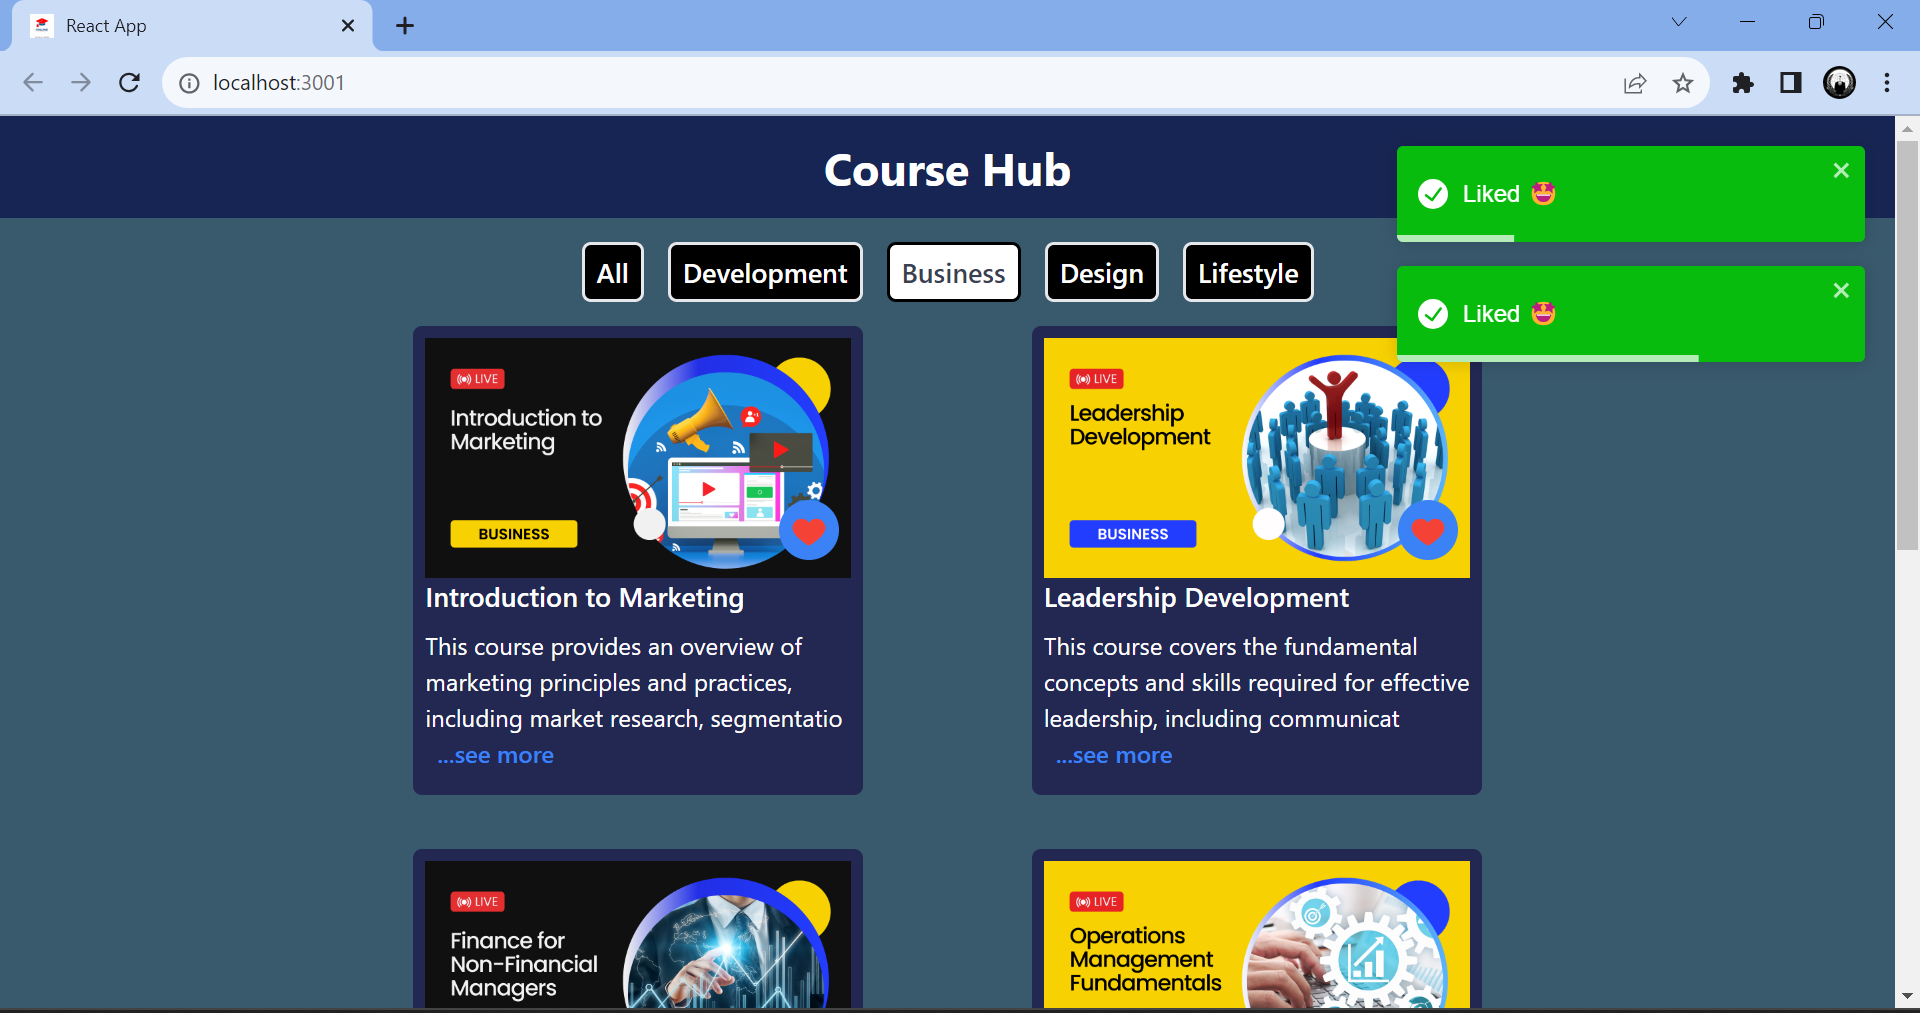 React App
localhost:3001
Course Hub
Liked 🤩
Liked 🤩
All
Development
Business
Design
Lifestyle
LIVE
Introduction to
Marketing
BUSINESS
Introduction to Marketing
This course provides an overview of
marketing principles and practices,
including market research, segmentatio
...see more
LIVE
Leadership
Development
BUSINESS
Leadership Development
This course covers the fundamental
concepts and skills required for effective
leadership, including communicat
...see more
LIVE
Finance for
Non-Financial
Managers
LIVE
Operations
Management
Fundamentals